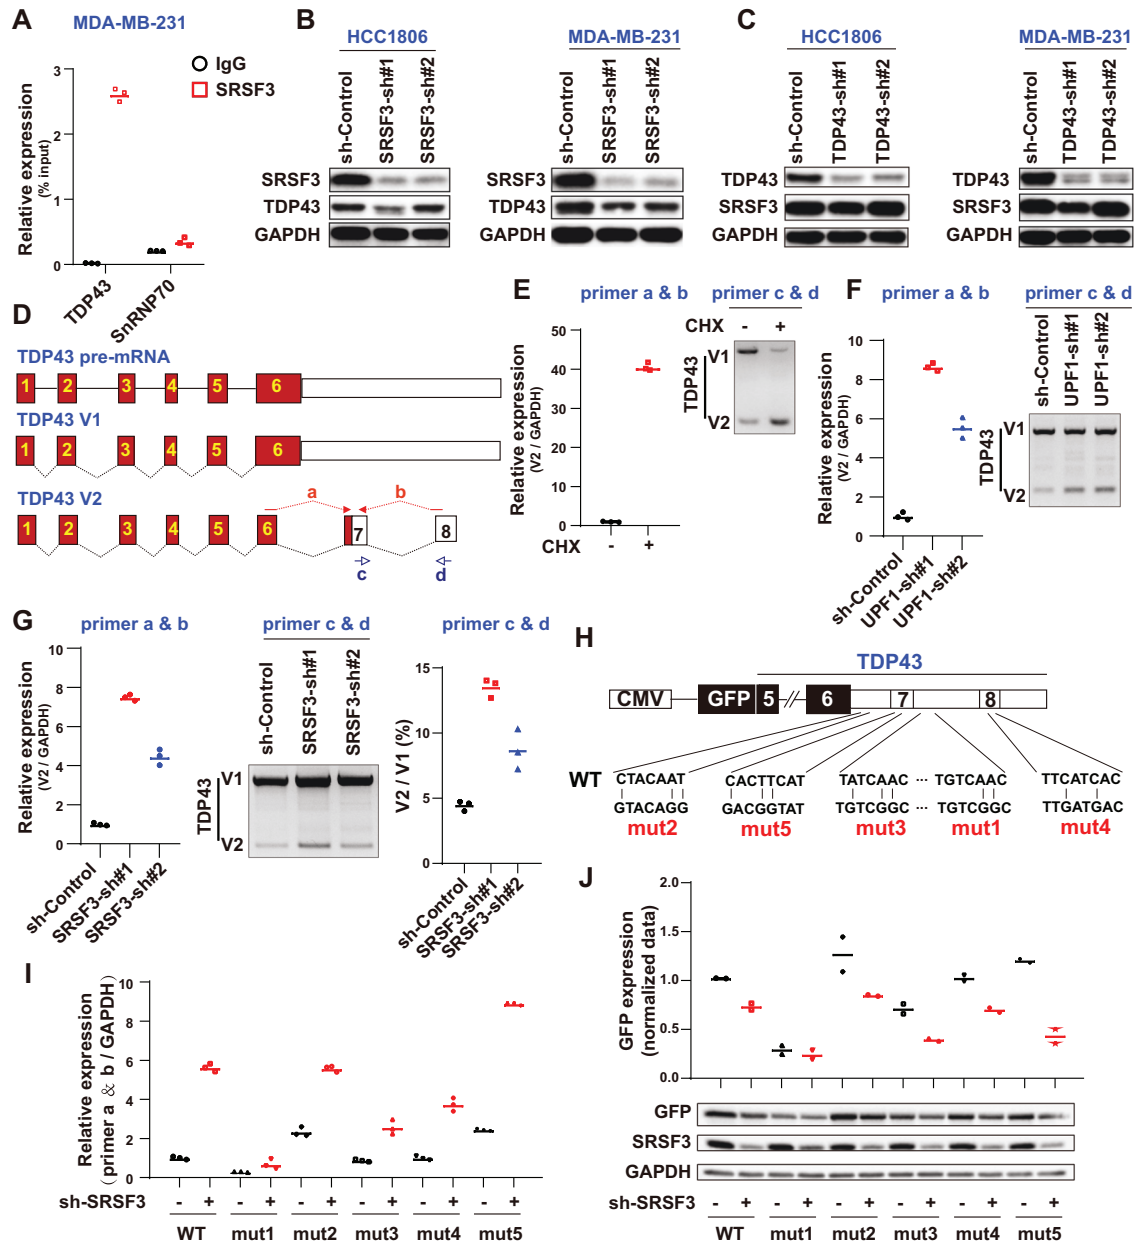 A
MDA-MB-231
IgG
SRSF3
Relative expression
(% input)
3
2
1
0
TDP43
SnRNP70
B
HCC1806
MDA-MB-231
sh-Control
SRSF3-sh#1
SRSF3-sh#2
sh-Control
SRSF3-sh#1
SRSF3-sh#2
SRSF3
TDP43
GAPDH
SRSF3
TDP43
GAPDH
C
HCC1806
MDA-MB-231
sh-Control
TDP43-sh#1
TDP43-sh#2
sh-Control
TDP43-sh#1
TDP43-sh#2
TDP43
SRSF3
GAPDH
TDP43
SRSF3
GAPDH
D
TDP43 pre-mRNA
1 2 3 4 5 6
TDP43 V1
1 2 3 4 5 6
TDP43 V2
a b
1 2 3 4 5 6 7 8
c d
E
primer a & b
Relative expression
(V2 / GAPDH)
50
40
30
20
10
0
CHX - +
primer c & d
CHX - +
TDP43
V1
V2
F
primer a & b
Relative expression
(V2 / GAPDH)
10
8
6
4
2
0
sh-Control
UPF1-sh#1
UPF1-sh#2
primer c & d
sh-Control
UPF1-sh#1
UPF1-sh#2
TDP43
V1
V2
G
primer a & b
Relative expression
(V2 / GAPDH)
10
8
6
4
2
0
sh-Control
SRSF3-sh#1
SRSF3-sh#2
primer c & d
sh-Control
SRSF3-sh#1
SRSF3-sh#2
TDP43
V1
V2
primer c & d
V2 / V1 (%)
15
10
5
0
sh-Control
SRSF3-sh#1
SRSF3-sh#2
H
TDP43
CMV GFP 5 6 7 8
WT
CTACAAT CACTTCAT TATCAAC ··· TGTCAAC TTCATCAC
GTACAGG GACGGTAT TGTCGGC ··· TGTCGGC TTGATGAC
mut2 mut5 mut3 mut1 mut4
I
Relative expression
(primer a & b / GAPDH)
10
8
6
4
2
0
sh-SRSF3 - + - + - + - + - + - +
WT mut1 mut2 mut3 mut4 mut5
J
GFP expression
(normalized data)
2.0
1.5
1.0
0.5
0.0
GFP
SRSF3
GAPDH
sh-SRSF3 - + - + - + - + - + - +
WT mut1 mut2 mut3 mut4 mut5